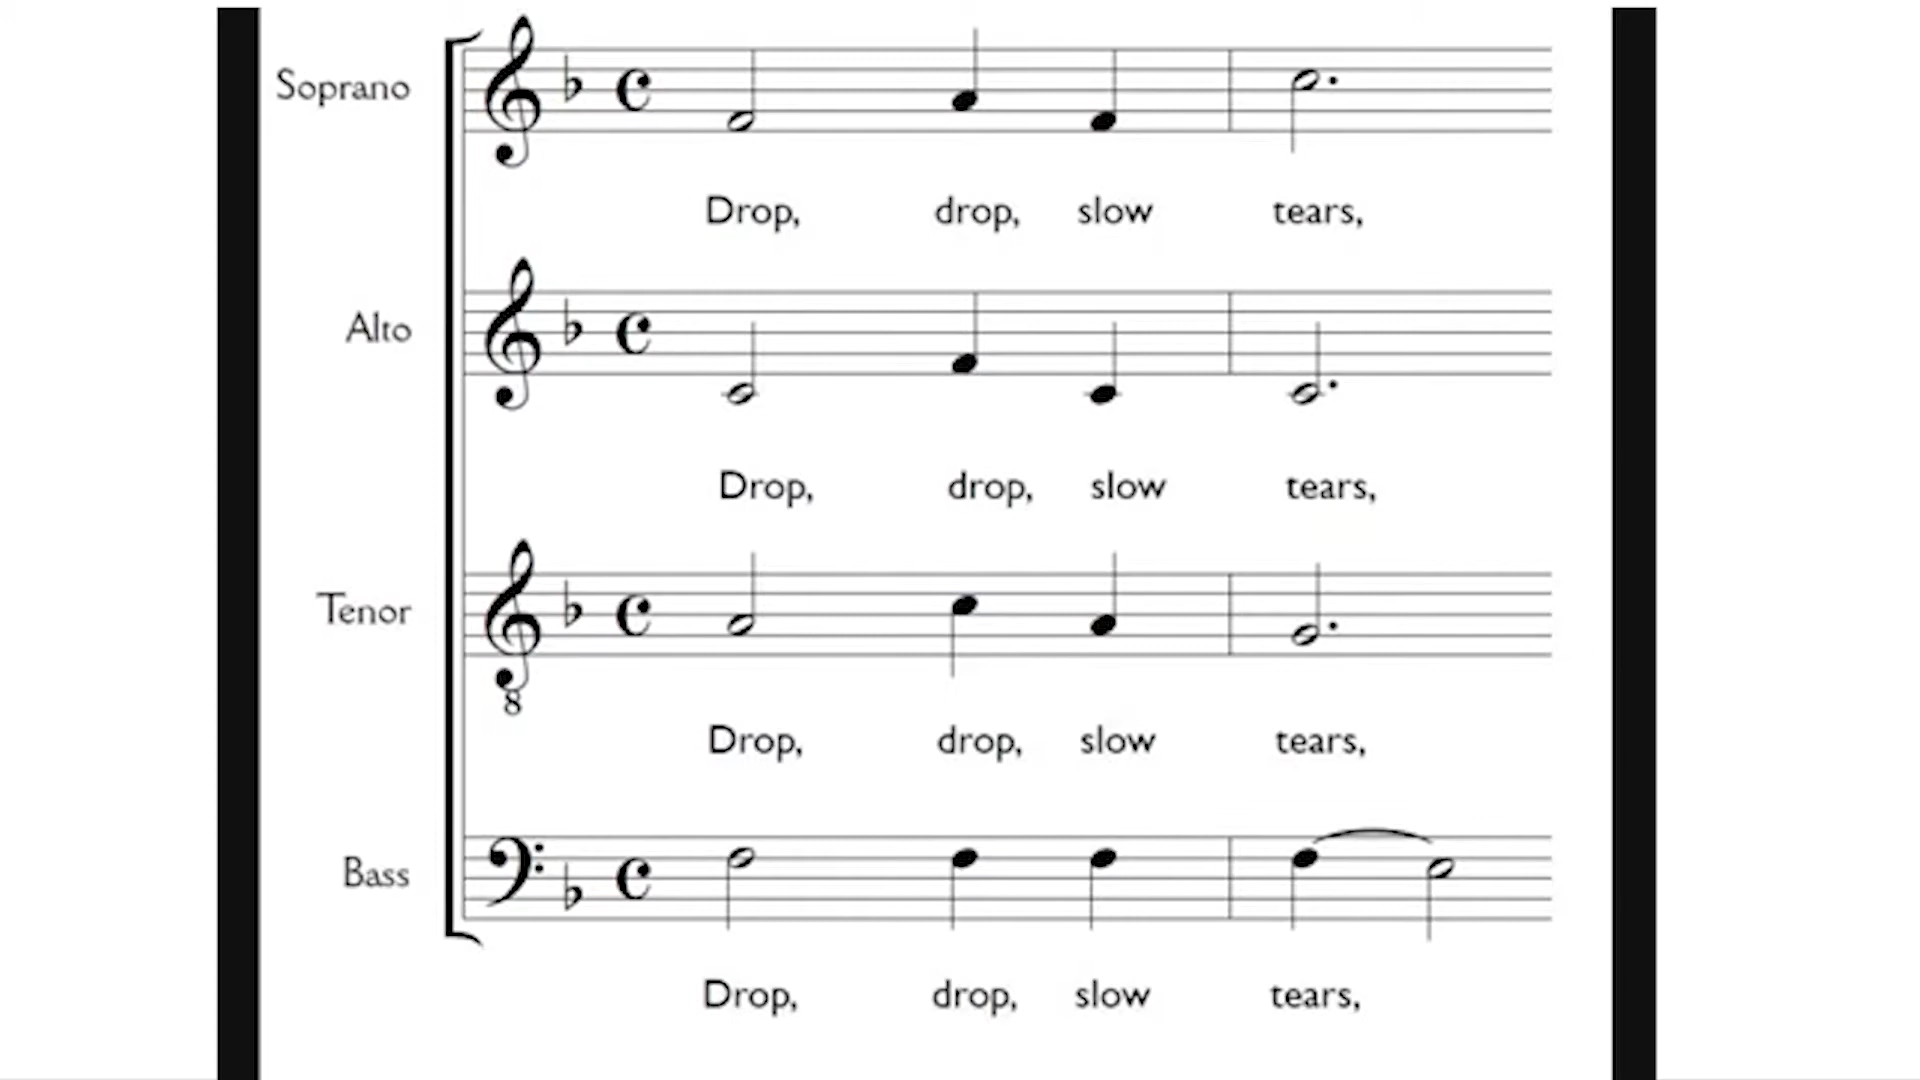 Soprano
Drop, drop, slow tears,
Alto
Drop, drop, slow tears,
Tenor
8
Drop, drop, slow tears,
Bass
Drop, drop, slow tears,